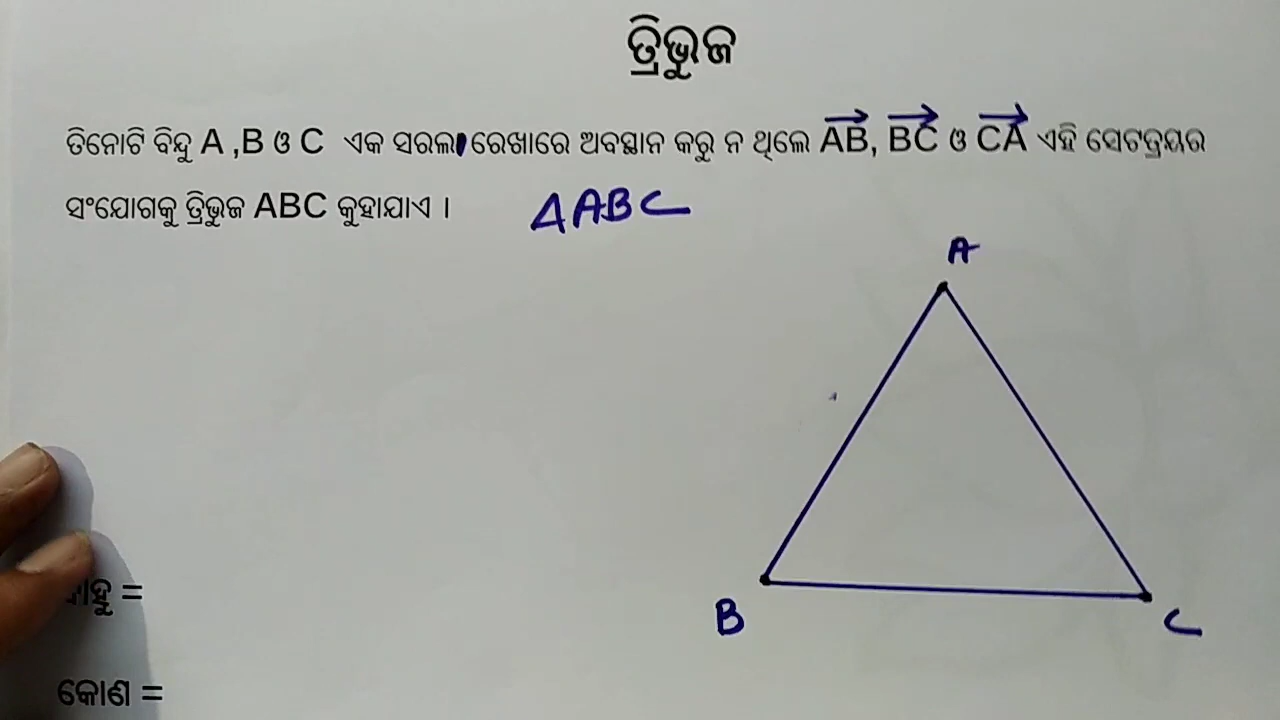 ତ୍ରିଭୁଜ
ତିନୋଟି ବିନ୍ଦୁ A ,B ଓ C ଏକ ସରଳ ରେଖାରେ ଅବସ୍ଥାନ କରୁ ନ ଥିଲେ AB, BC ଓ CA ଏହି ସେଟତ୍ରୟର
ସଂଯୋଗକୁ ତ୍ରିଭୁଜ ABC କୁହାଯାଏ । ΔABC
A
B
C
=
କୋଣ =